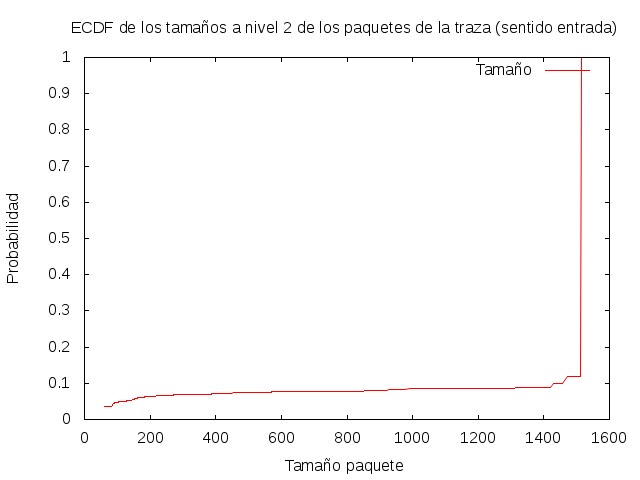 ECDF de los tamaños a nivel 2 de los paquetes de la traza (sentido entrada)
Tamaño
1
0.9
0.8
0.7
0.6
0.5
0.4
0.3
0.2
0.1
0
Probabilidad
0 200 400 600 800 1000 1200 1400 1600
Tamaño paquete